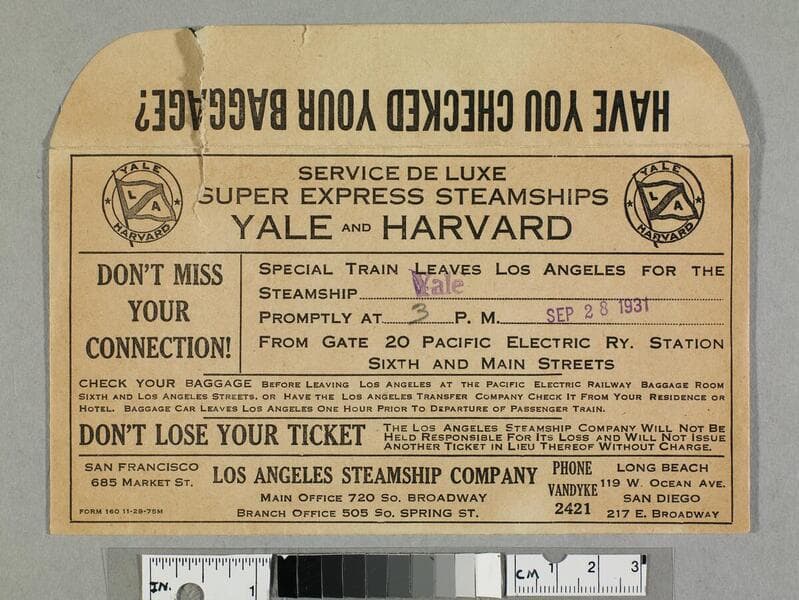 HAVE YOU CHECKED YOUR BAGGAGE?
YALE
L A
HARVARD
SERVICE DE LUXE
SUPER EXPRESS STEAMSHIPS
YALE AND HARVARD
YALE
L A
HARVARD
DON'T MISS
YOUR
CONNECTION!
SPECIAL TRAIN LEAVES LOS ANGELES FOR THE
STEAMSHIP Yale
PROMPTLY AT 3 P. M. SEP 28 1931
FROM GATE 20 PACIFIC ELECTRIC RY. STATION
SIXTH AND MAIN STREETS
CHECK YOUR BAGGAGE BEFORE LEAVING LOS ANGELES AT THE PACIFIC ELECTRIC RAILWAY BAGGAGE ROOM
SIXTH AND LOS ANGELES STREETS, OR HAVE THE LOS ANGELES TRANSFER COMPANY CHECK IT FROM YOUR RESIDENCE OR
HOTEL. BAGGAGE CAR LEAVES LOS ANGELES ONE HOUR PRIOR TO DEPARTURE OF PASSENGER TRAIN.
DON'T LOSE YOUR TICKET
THE LOS ANGELES STEAMSHIP COMPANY WILL NOT BE
HELD RESPONSIBLE FOR ITS LOSS AND WILL NOT ISSUE
ANOTHER TICKET IN LIEU THEREOF WITHOUT CHARGE.
SAN FRANCISCO
685 MARKET ST.
FORM 160 11-29-75M
LOS ANGELES STEAMSHIP COMPANY
MAIN OFFICE 720 SO. BROADWAY
BRANCH OFFICE 505 SO. SPRING ST.
PHONE
VANDYKE
2421
LONG BEACH
119 W. OCEAN AVE.
SAN DIEGO
217 E. BROADWAY
IN. 1
CM 1 2 3